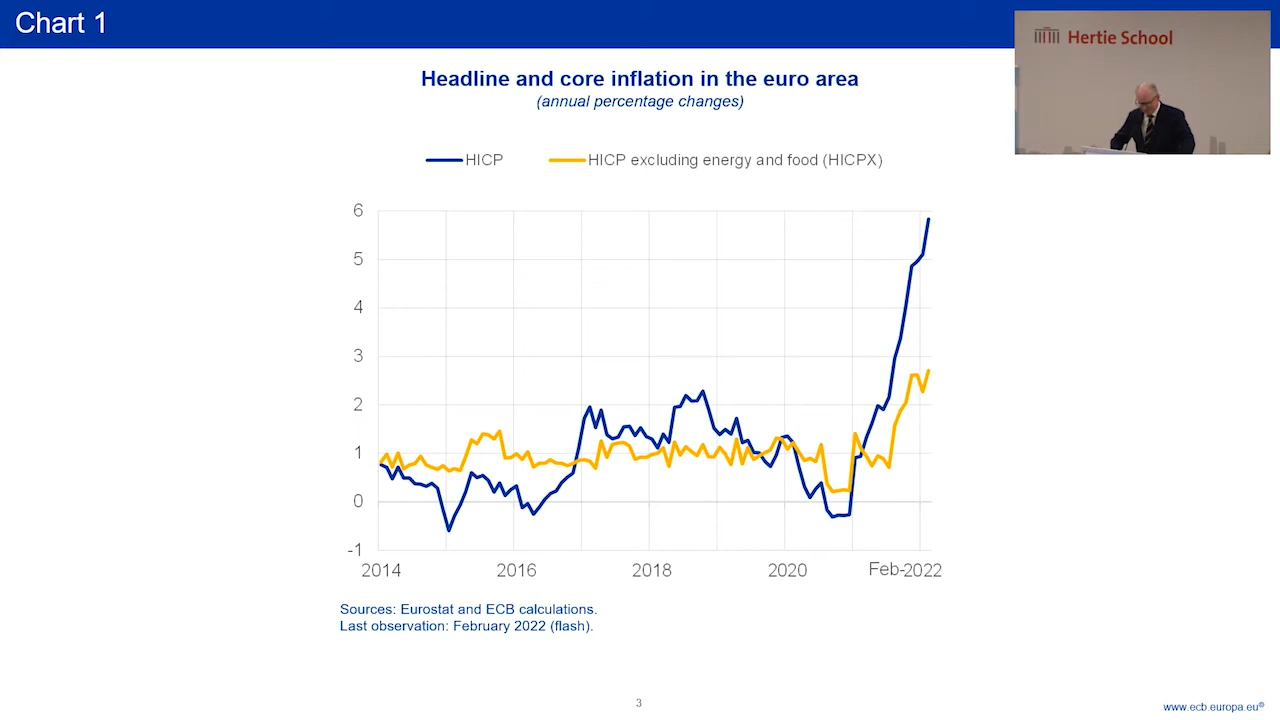 Chart 1
Hertie School
Headline and core inflation in the euro area
(annual percentage changes)
HICP
HICP excluding energy and food (HICPX)
6
5
4
3
2
1
0
-1
2014
2016
2018
2020
Feb-2022
Sources: Eurostat and ECB calculations.
Last observation: February 2022 (flash).
3
www.ecb.europa.eu©